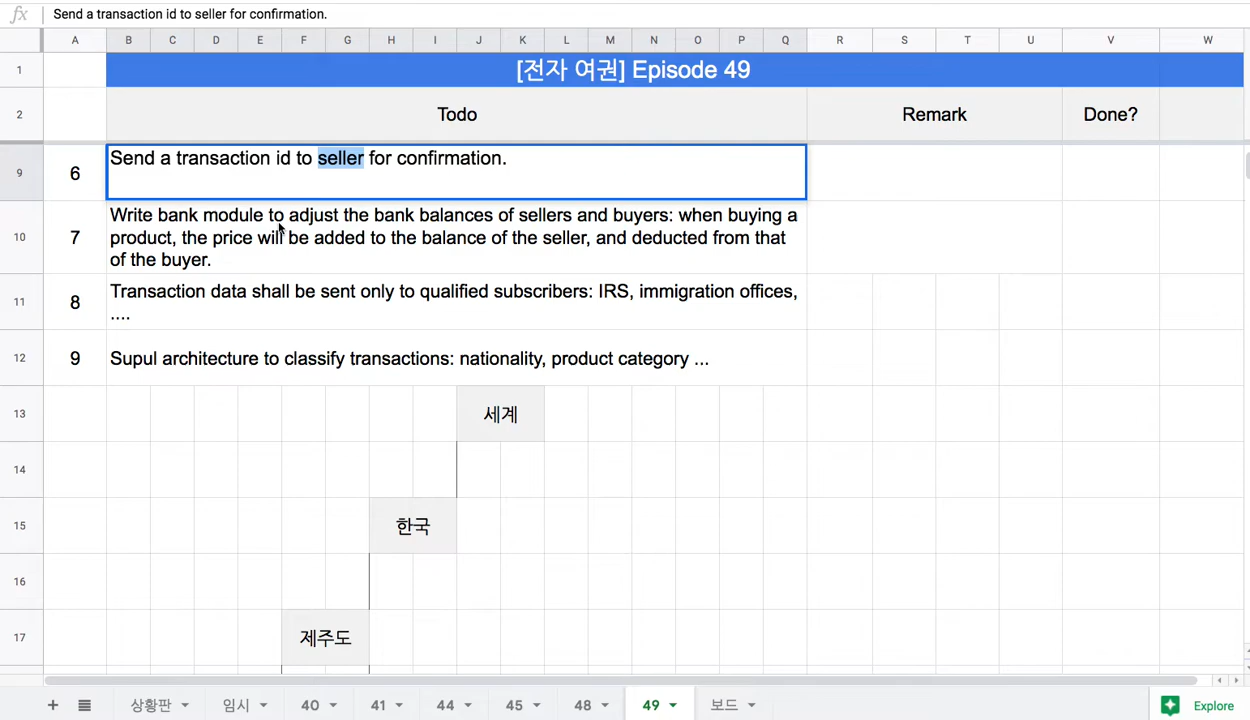 fx Send a transaction id to seller for confirmation.
A B C D E F G H I J K L M N O P Q R S T U V W
1 [전자 여권] Episode 49
2 Todo Remark Done?
9 6 Send a transaction id to seller for confirmation.
10 7 Write bank module to adjust the bank balances of sellers and buyers: when buying a
product, the price will be added to the balance of the seller, and deducted from that
of the buyer.
11 8 Transaction data shall be sent only to qualified subscribers: IRS, immigration offices,
....
12 9 Supul architecture to classify transactions: nationality, product category ...
13 세계
14
15 한국
16
17 제주도
+ 상황판 임시 40 41 44 45 48 49 보드 Explore